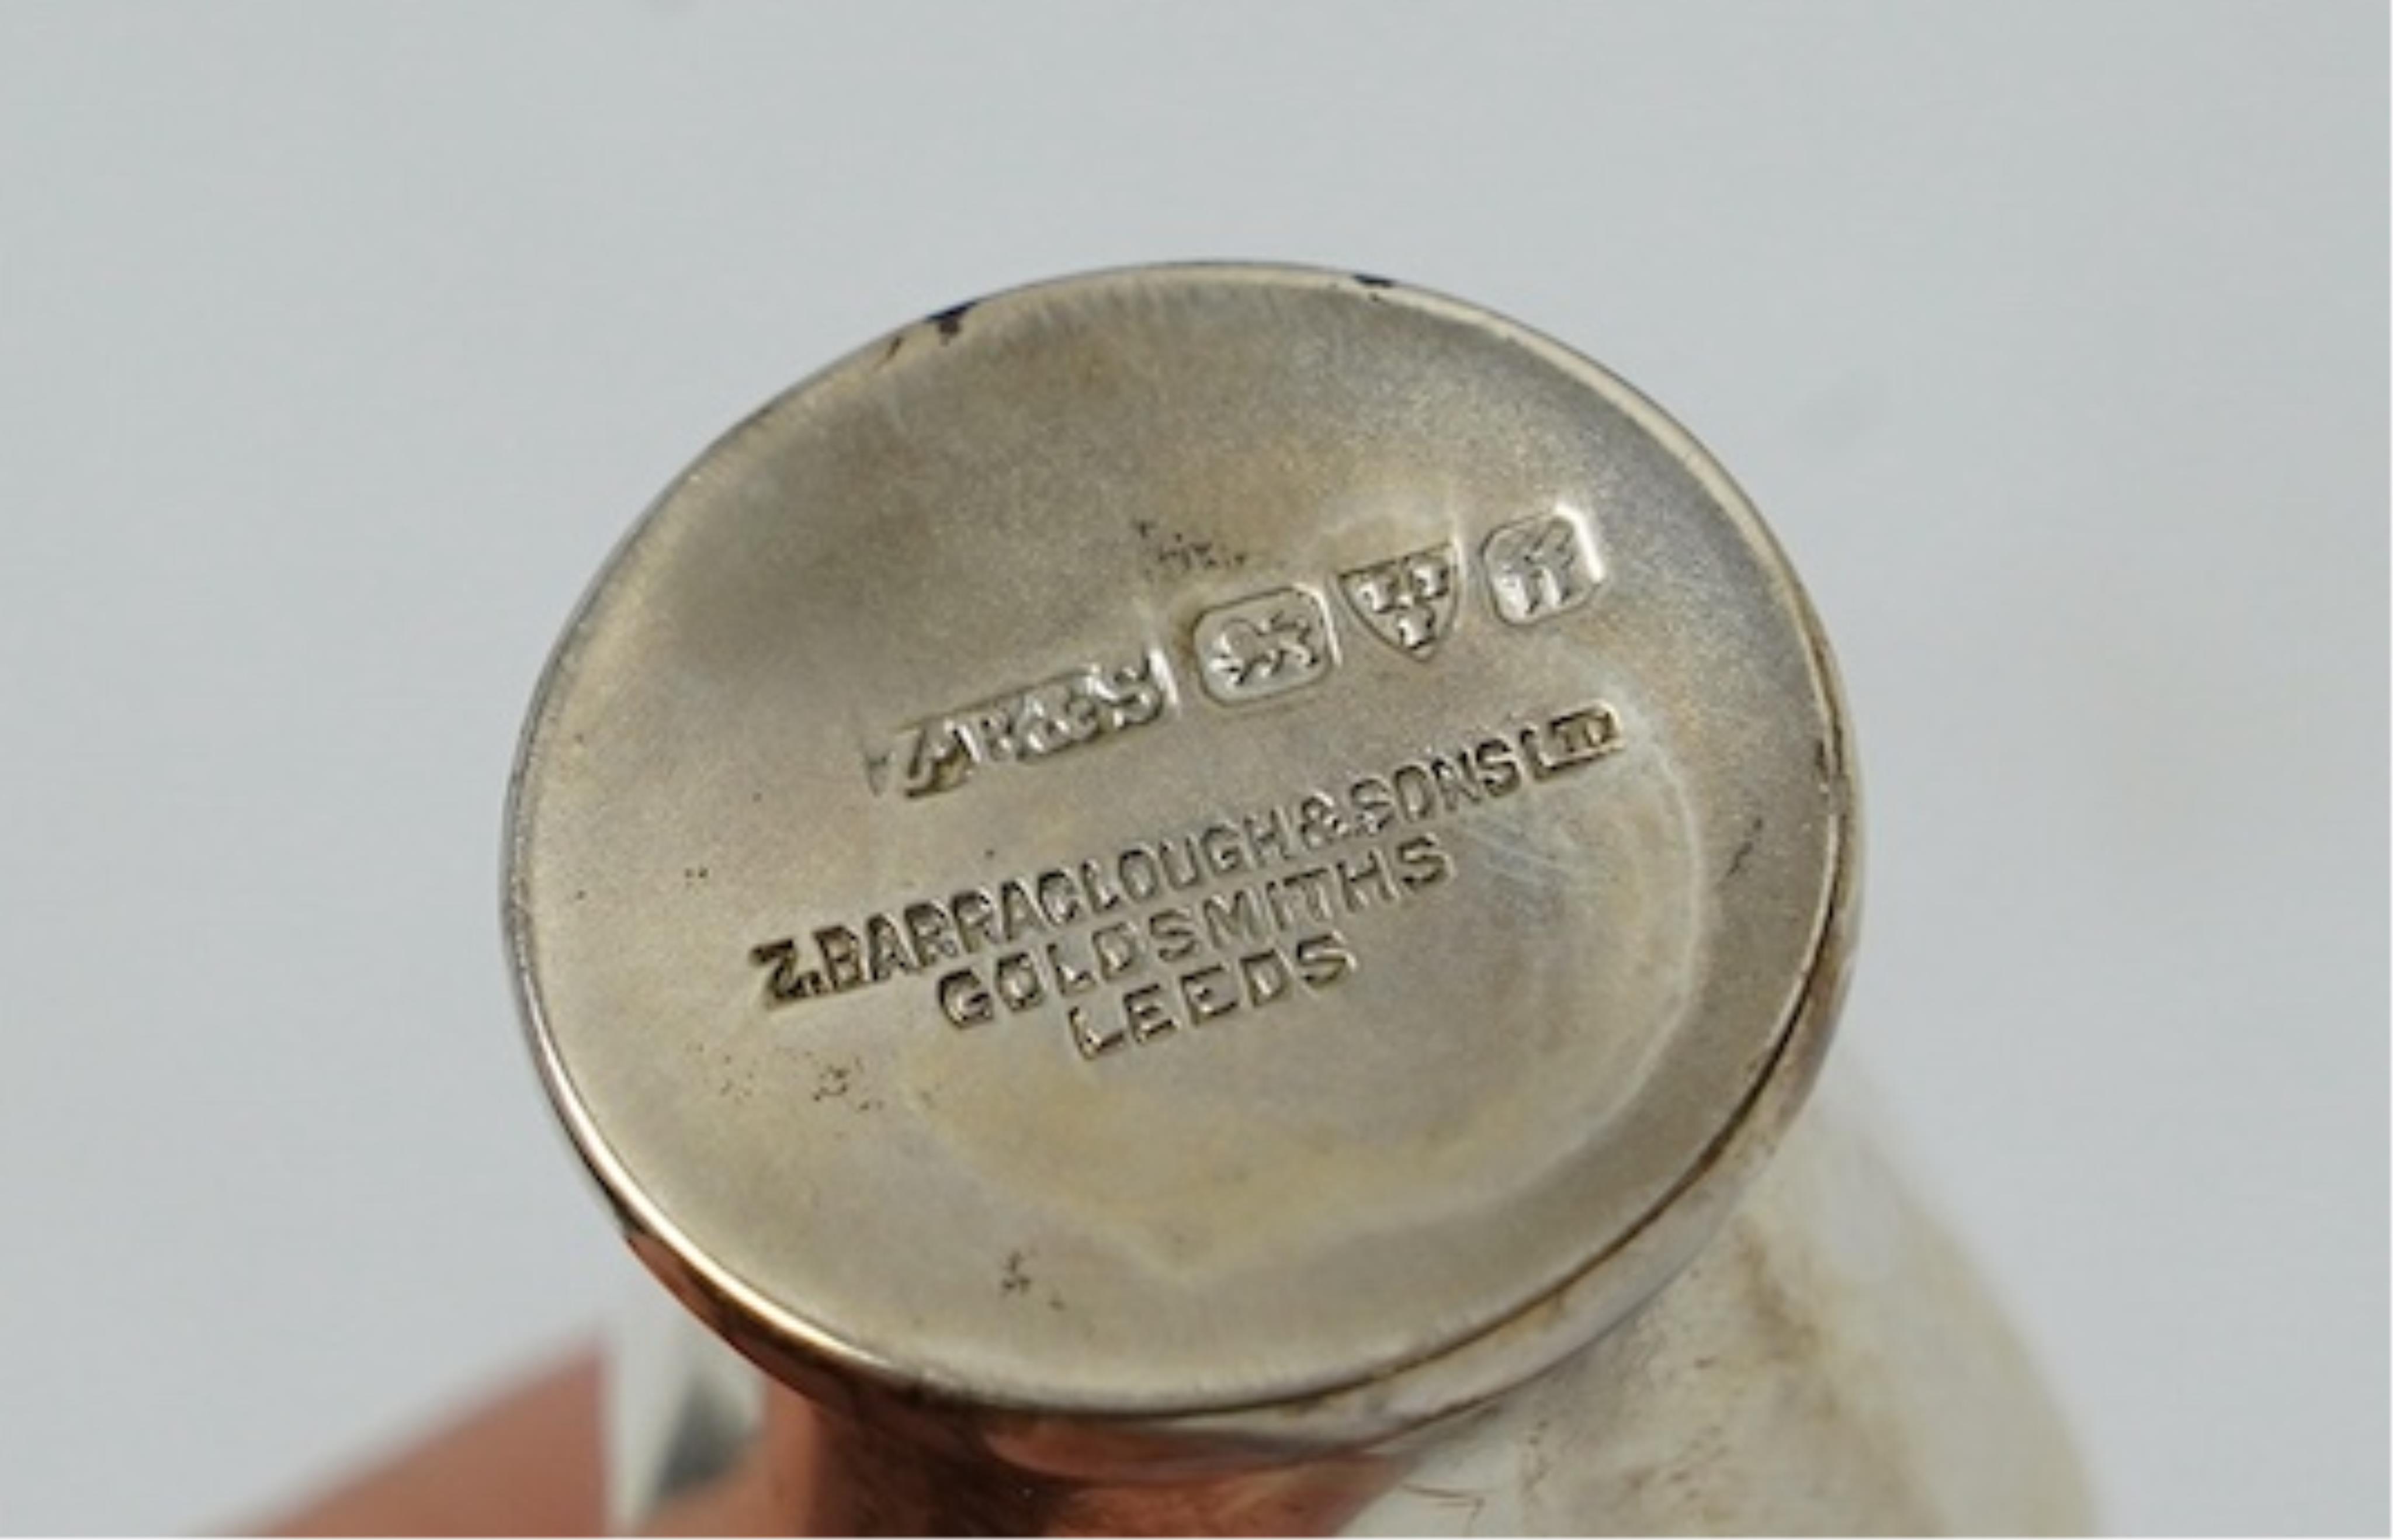 Z.BARRACLOUGH & SONS LTD
GOLDSMITHS
LEEDS